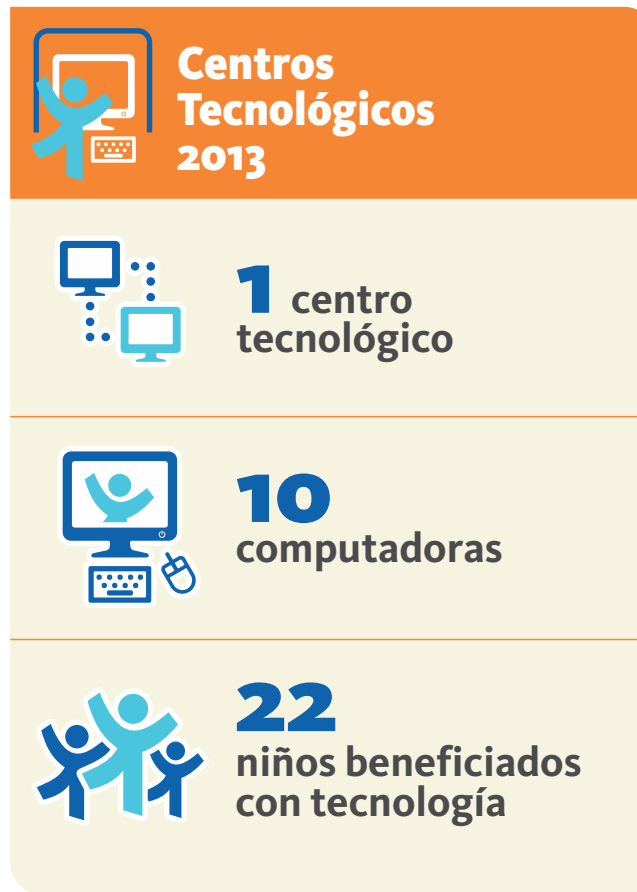 Centros
Tecnológicos
2013
1 centro
tecnológico
10
computadoras
22
niños beneficiados
con tecnología